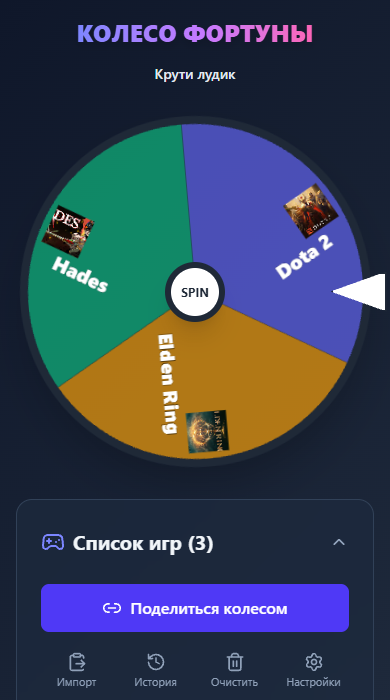 КОЛЕСО ФОРТУНЫ
Крути лудик
DES
Hades
Dota 2
SPIN
Elden Ring
Список игр (3)
Поделиться колесом
Импорт
История
Очистить
Настройки